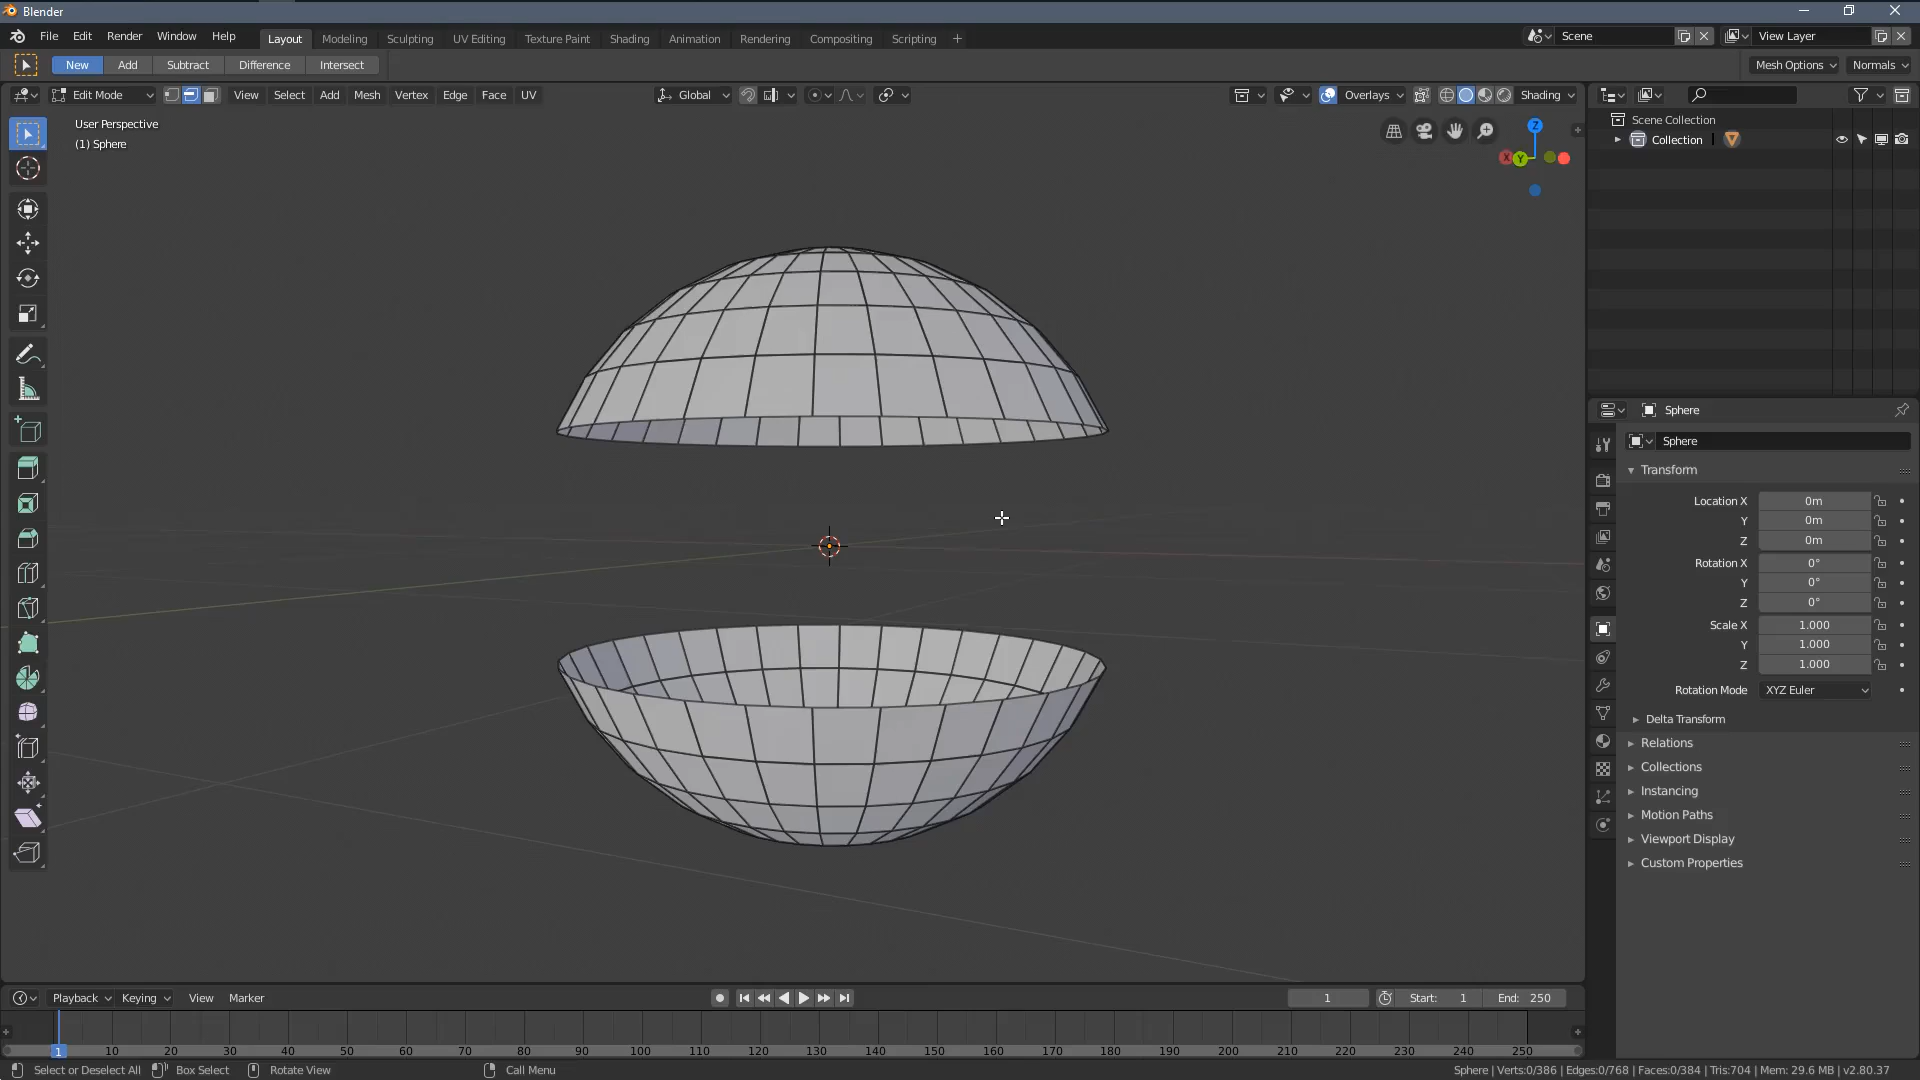 Blender
File Edit Render Window Help Layout Modeling Sculpting UV Editing Texture Paint Shading Animation Rendering Compositing Scripting + Scene View Layer
New Add Subtract Difference Intersect Mesh Options Normals
Edit Mode View Select Add Mesh Vertex Edge Face UV Global Overlays Shading
User Perspective
(1) Sphere
Z
X Y
Scene Collection
Collection
Sphere
Sphere
Transform
Location X 0m
Y 0m
Z 0m
Rotation X 0°
Y 0°
Z 0°
Scale X 1.000
Y 1.000
Z 1.000
Rotation Mode XYZ Euler
Delta Transform
Relations
Collections
Instancing
Motion Paths
Viewport Display
Custom Properties
Playback Keying View Marker 1 Start: 1 End: 250
1 10 20 30 40 50 60 70 80 90 100 110 120 130 140 150 160 170 180 190 200 210 220 230 240 250
Select or Deselect All Box Select Rotate View Call Menu Sphere | Verts:0/386 | Edges:0/768 | Faces:0/384 | Tris:704 | Mem: 29.6 MB | v2.80.37